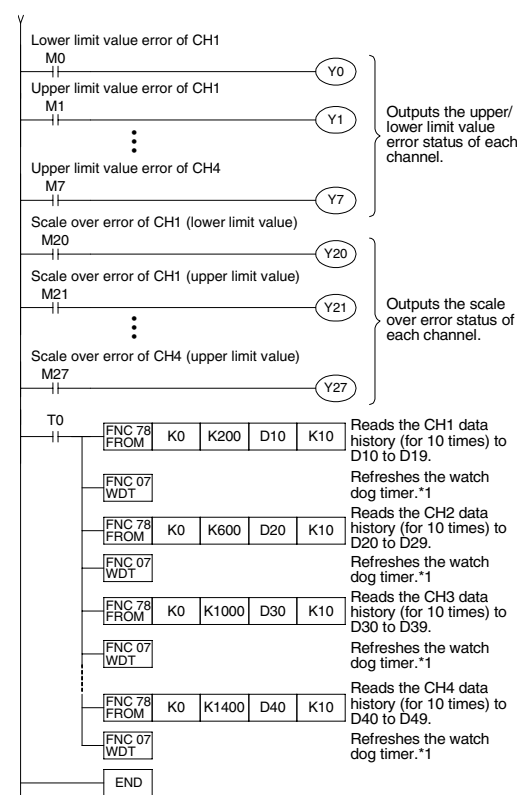 Lower limit value error of CH1
M0
Y0
Upper limit value error of CH1
M1
Y1
Outputs the upper/
lower limit value
error status of each
channel.
Upper limit value error of CH4
M7
Y7
Scale over error of CH1 (lower limit value)
M20
Y20
Scale over error of CH1 (upper limit value)
M21
Y21
Outputs the scale
over error status of
each channel.
Scale over error of CH4 (upper limit value)
M27
Y27
T0
FNC 78
FROM K0 K200 D10 K10
Reads the CH1 data
history (for 10 times) to
D10 to D19.
FNC 07
WDT
Refreshes the watch
dog timer.*1
FNC 78
FROM K0 K600 D20 K10
Reads the CH2 data
history (for 10 times) to
D20 to D29.
FNC 07
WDT
Refreshes the watch
dog timer.*1
FNC 78
FROM K0 K1000 D30 K10
Reads the CH3 data
history (for 10 times) to
D30 to D39.
FNC 07
WDT
Refreshes the watch
dog timer.*1
FNC 78
FROM K0 K1400 D40 K10
Reads the CH4 data
history (for 10 times) to
D40 to D49.
FNC 07
WDT
Refreshes the watch
dog timer.*1
END